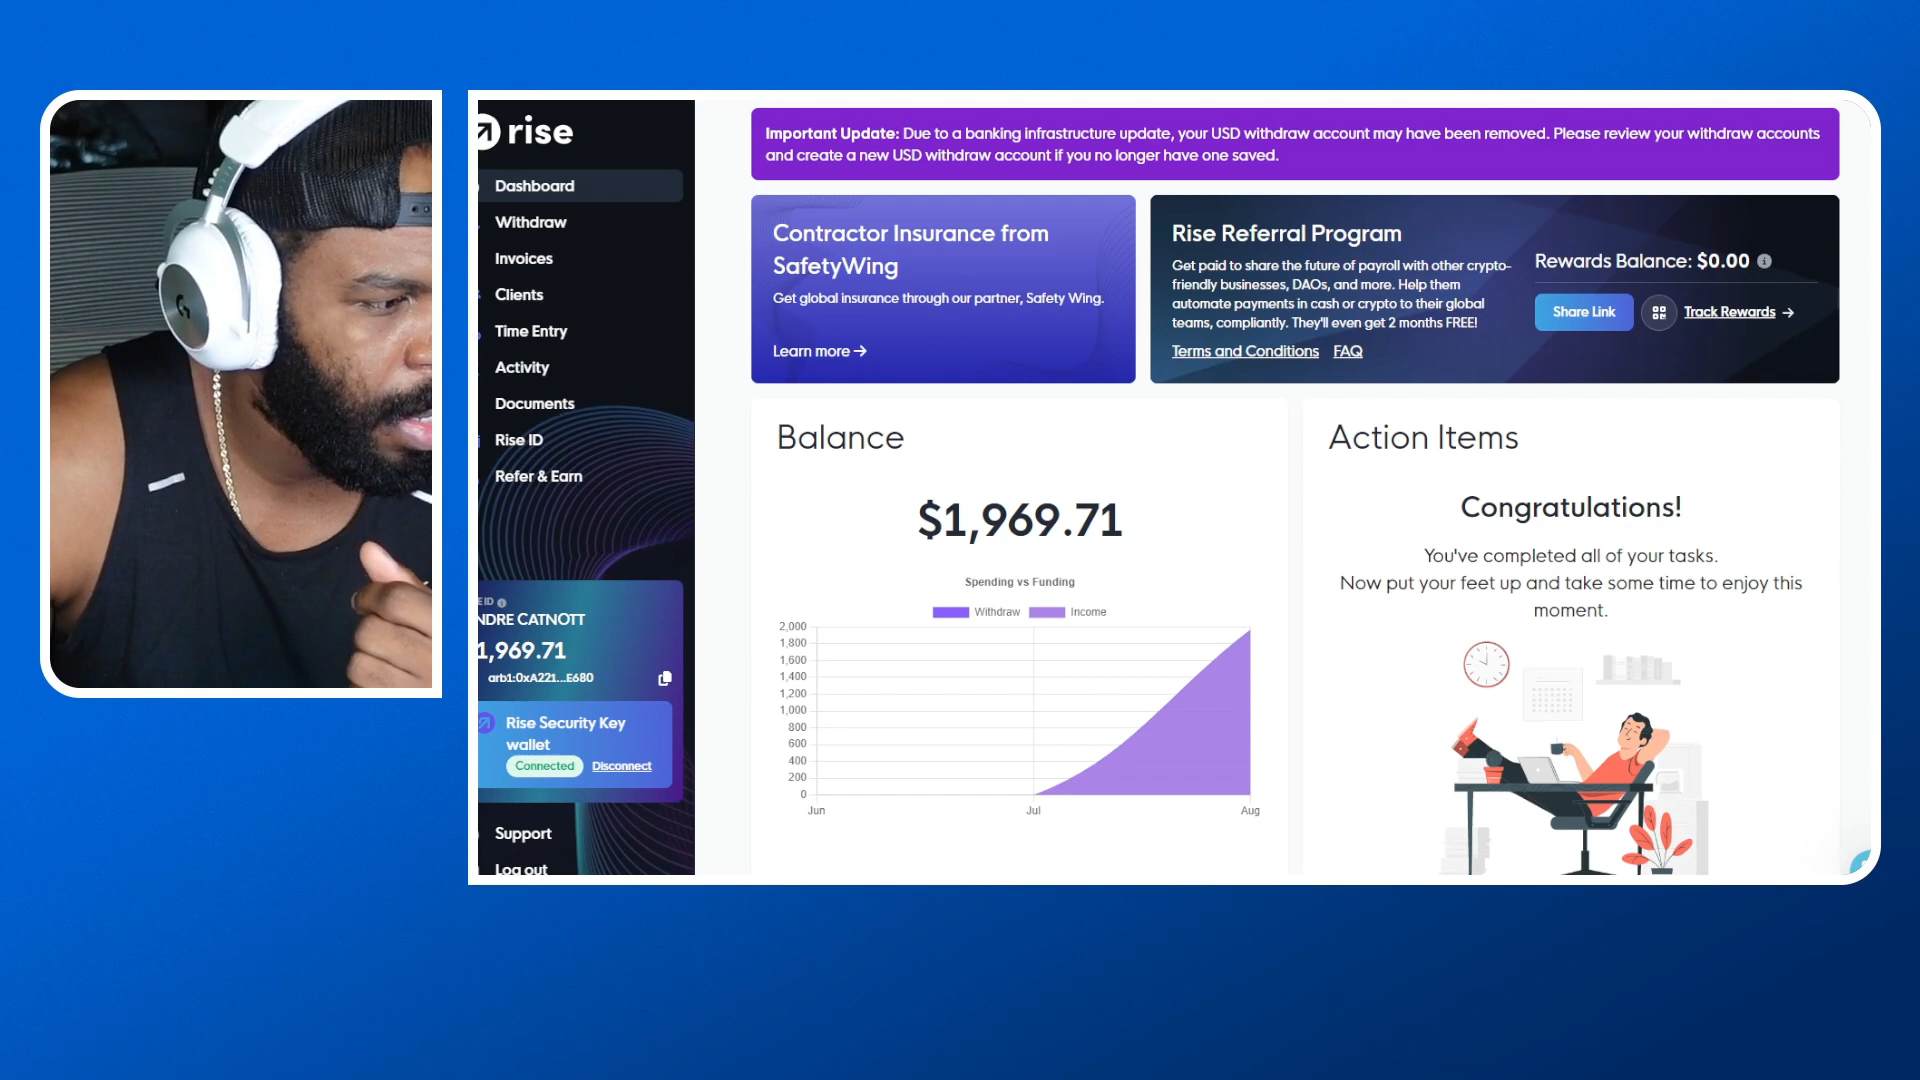 rise
Dashboard
Withdraw
Invoices
Clients
Time Entry
Activity
Documents
Rise ID
Refer & Earn
E ID
NDRE CATNOTT
1,969.71
arb1:0xA221...E680
Rise Security Key
wallet
Connected
Disconnect
Support
Log out
Important Update: Due to a banking infrastructure update, your USD withdraw account may have been removed. Please review your withdraw accounts
and create a new USD withdraw account if you no longer have one saved.
Contractor Insurance from
SafetyWing
Get global insurance through our partner, Safety Wing.
Learn more →
Rise Referral Program
Get paid to share the future of payroll with other crypto-
friendly businesses, DAOs, and more. Help them
automate payments in cash or crypto to their global
teams, compliantly. They'll even get 2 months FREE!
Terms and Conditions FAQ
Rewards Balance: $0.00
Share Link Track Rewards →
Balance
$1,969.71
Spending vs Funding
Withdraw Income
2,000
1,800
1,600
1,400
1,200
1,000
800
600
400
200
0
Jun Jul Aug
Action Items
Congratulations!
You've completed all of your tasks.
Now put your feet up and take some time to enjoy this
moment.